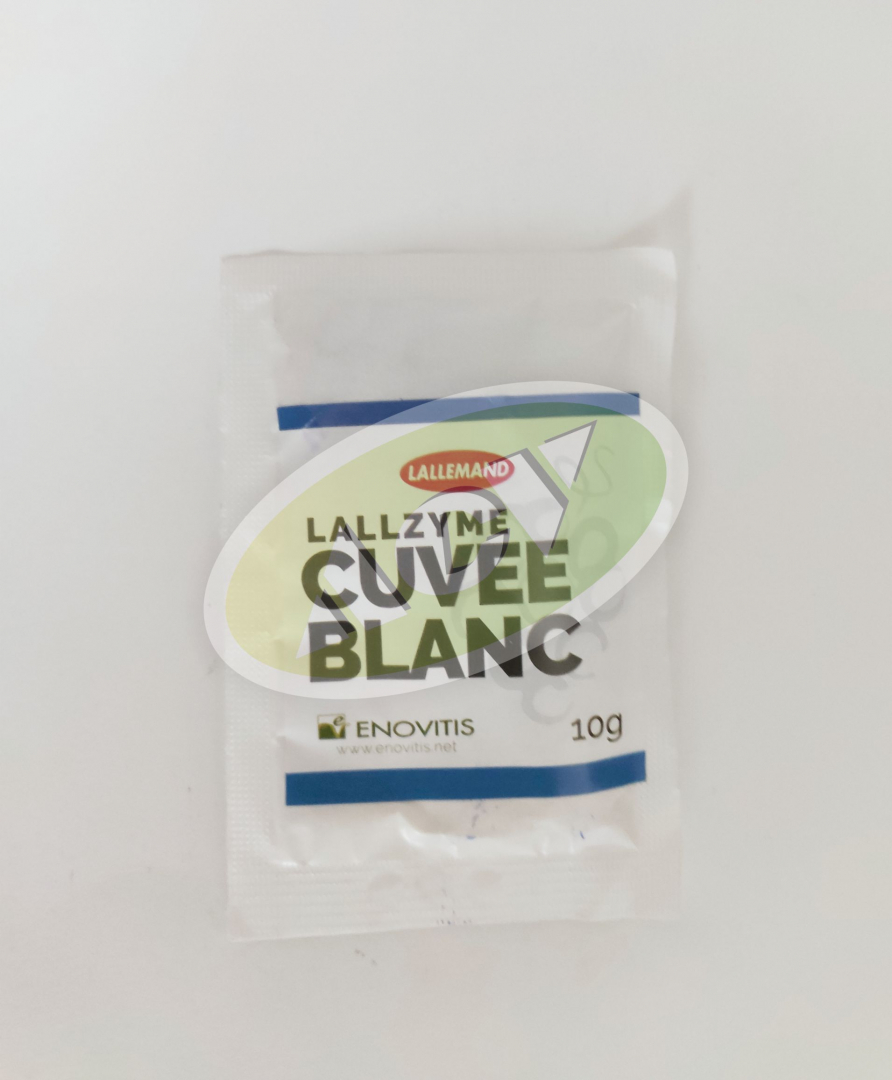 LALLEMAND
LALLZYME
CUVEE
BLANC
ENOVITIS
www.enovitis.net
10g